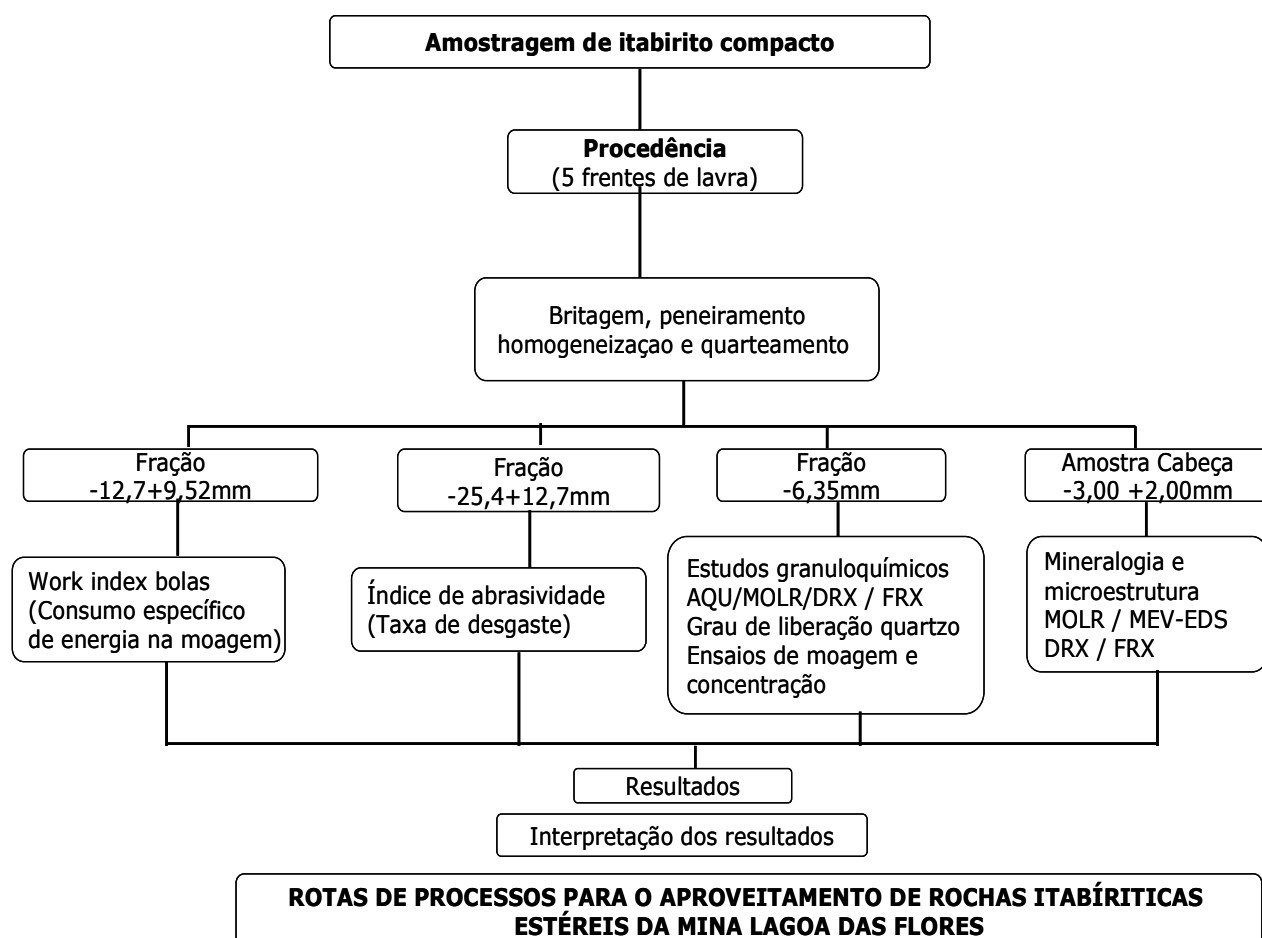 Amostragem de itabirito compacto
Procedência
(5 frentes de lavra)
Britagem, peneiramento
homogeneizaçao e quarteamento
Fração
-12,7+9,52mm
Fração
-25,4+12,7mm
Fração
-6,35mm
Amostra Cabeça
-3,00 +2,00mm
Work index bolas
(Consumo específico
de energia na moagem)
Índice de abrasividade
(Taxa de desgaste)
Estudos granuloquímicos
AQU/MOLR/DRX / FRX
Grau de liberação quartzo
Ensaios de moagem e
concentração
Mineralogia e
microestrutura
MOLR / MEV-EDS
DRX / FRX
Resultados
Interpretação dos resultados
ROTAS DE PROCESSOS PARA O APROVEITAMENTO DE ROCHAS ITABÍRITICAS
ESTÉREIS DA MINA LAGOA DAS FLORES